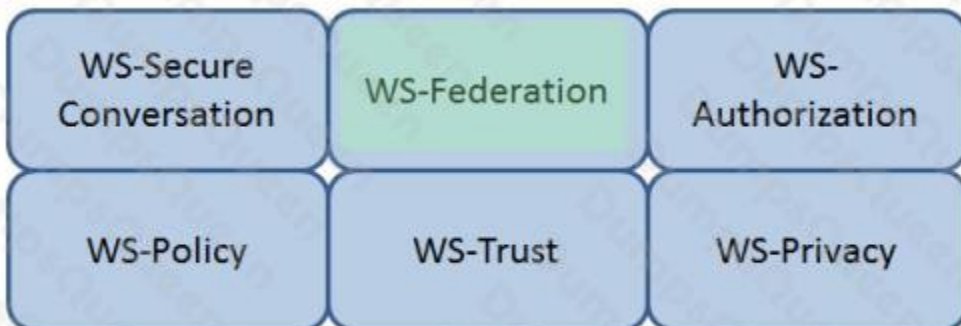 WS-Secure
Conversation
WS-Federation
WS-
Authorization
WS-Policy
WS-Trust
WS-Privacy